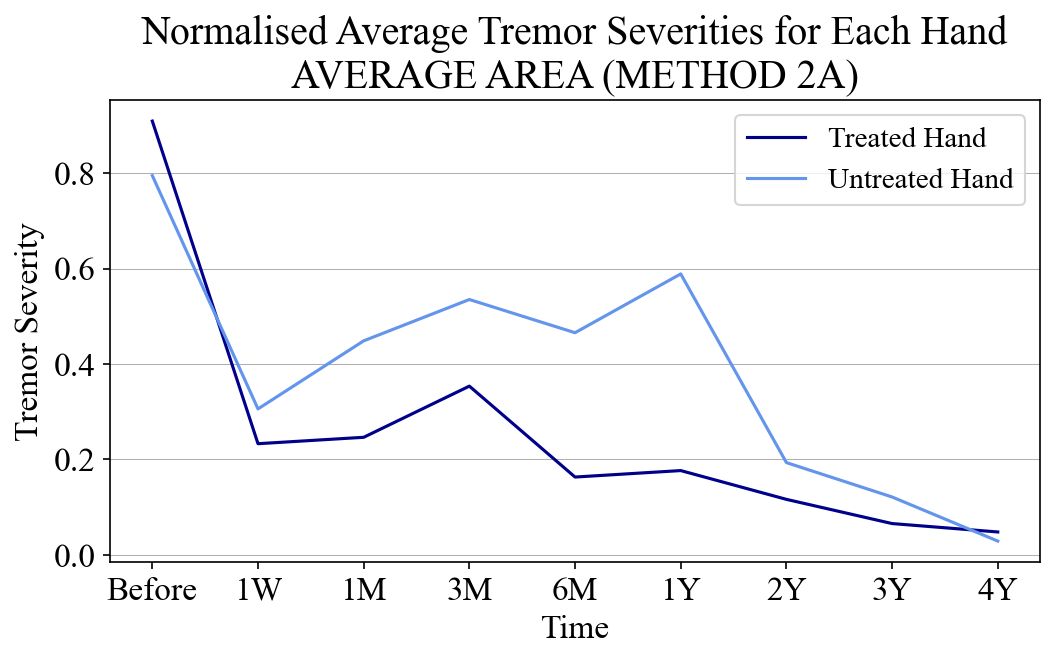 Normalised Average Tremor Severities for Each Hand
AVERAGE AREA (METHOD 2A)
Treated Hand
Untreated Hand
Tremor Severity
0.8
0.6
0.4
0.2
0.0
Before 1W 1M 3M 6M 1Y 2Y 3Y 4Y
Time